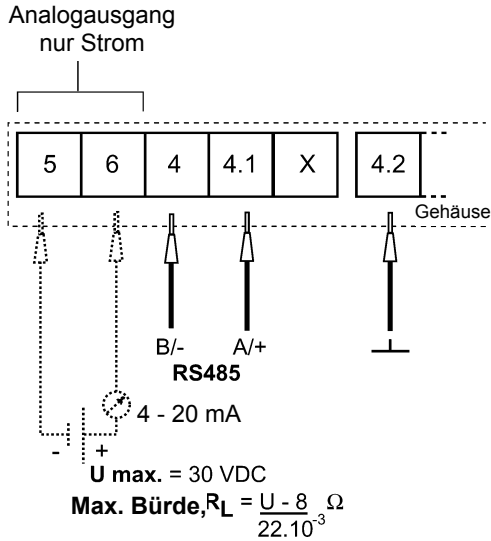 Analogausgang
nur Strom
5 6 4 4.1 X 4.2
Gehäuse
B/- A/+
RS485
4 - 20 mA
- +
U max. = 30 VDC
Max. Bürde, RL = U - 8 Ω
22.10-3